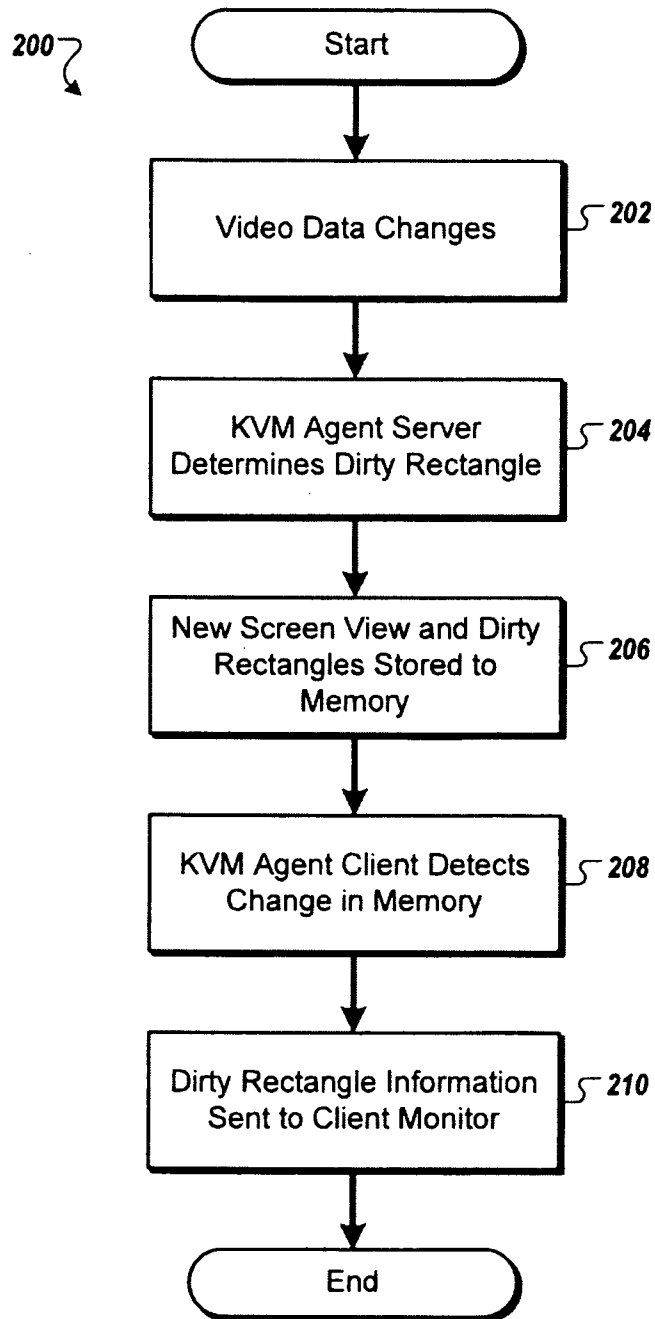 200
Start
Video Data Changes
202
KVM Agent Server
Determines Dirty Rectangle
204
New Screen View and Dirty
Rectangles Stored to
Memory
206
KVM Agent Client Detects
Change in Memory
208
Dirty Rectangle Information
Sent to Client Monitor
210
End